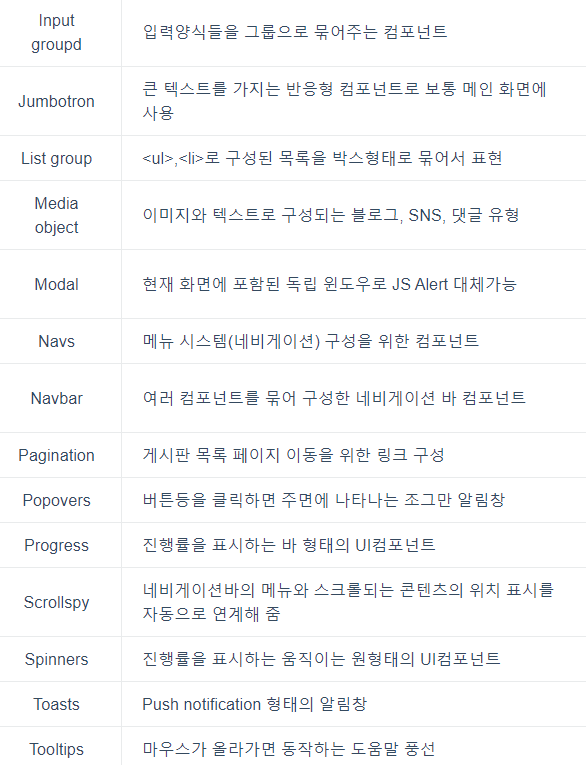 Input
groupd
입력양식들을 그룹으로 묶어주는 컴포넌트
Jumbotron
큰 텍스트를 가지는 반응형 컴포넌트로 보통 메인 화면에
사용
List group
<ul>,<li>로 구성된 목록을 박스형태로 묶어서 표현
Media
object
이미지와 텍스트로 구성되는 블로그, SNS, 댓글 유형
Modal
현재 화면에 포함된 독립 윈도우로 JS Alert 대체가능
Navs
메뉴 시스템(네비게이션) 구성을 위한 컴포넌트
Navbar
여러 컴포넌트를 묶어 구성한 네비게이션 바 컴포넌트
Pagination
게시판 목록 페이지 이동을 위한 링크 구성
Popovers
버튼등을 클릭하면 주면에 나타나는 조그만 알림창
Progress
진행률을 표시하는 바 형태의 UI컴포넌트
Scrollspy
네비게이션바의 메뉴와 스크롤되는 콘텐츠의 위치 표시를
자동으로 연계해 줌
Spinners
진행률을 표시하는 움직이는 원형태의 UI컴포넌트
Toasts
Push notification 형태의 알림창
Tooltips
마우스가 올라가면 동작하는 도움말 풍선